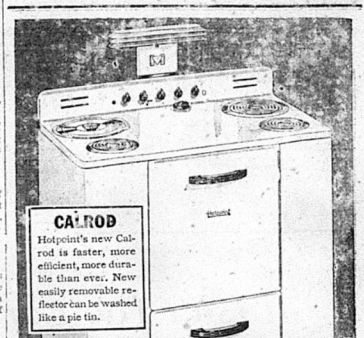 M
Hotpoint
CALROD
Hotpoint's new Cal-
rod is faster, more
efficient, more dura-
ble than ever. New
easily removable re-
flector can be washed
like a pie tin.